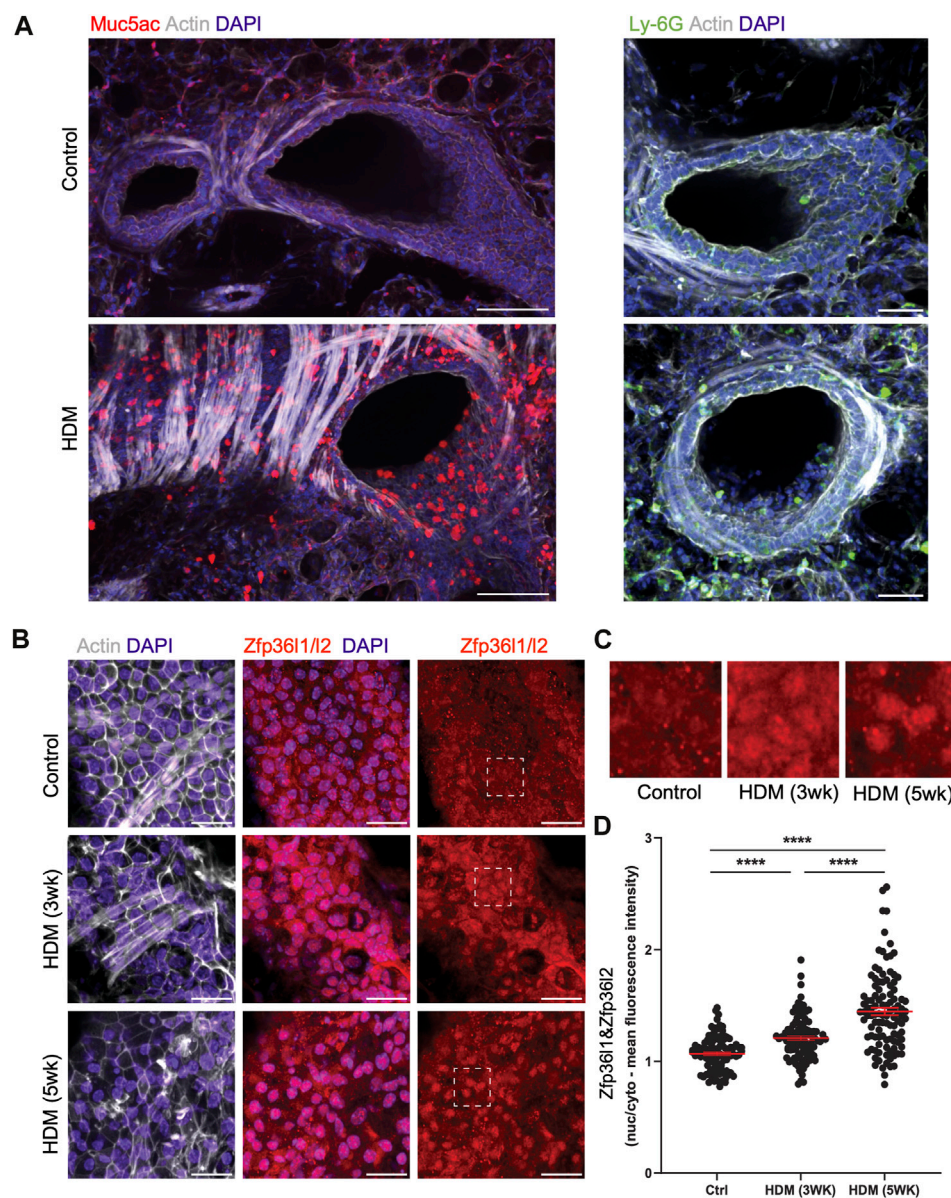 A
Muc5ac Actin DAPI
Ly-6G Actin DAPI
Control
HDM
B
Actin DAPI
Zfp36l1/l2 DAPI
Zfp36l1/l2
Control
HDM (3wk)
HDM (5wk)
C
Control
HDM (3wk)
HDM (5wk)
D
Zfp36l1&Zfp36l2
(nuc/cyto - mean fluorescence intensity)
3
2
1
0
****
****
****
Ctrl
HDM (3WK)
HDM (5WK)